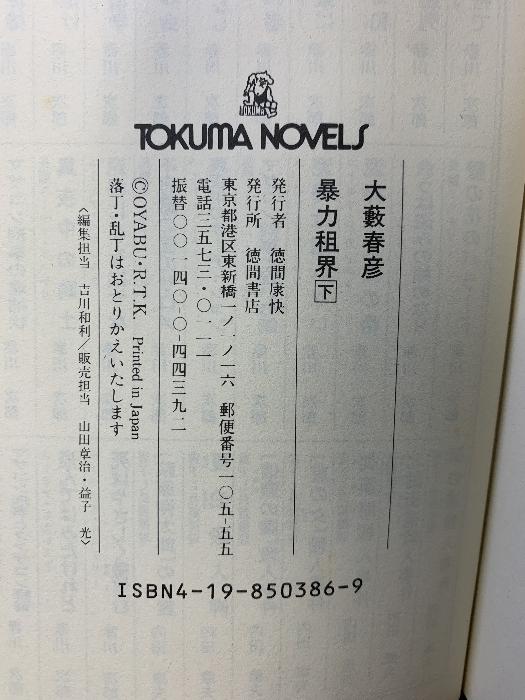 TOKUMA
TOKUMA NOVELS
大藪春彦
暴力租界 下
発行者 徳間康快
発行所 徳間書店
東京都港区東新橋一ノ一ノ一六 郵便番号一〇五-五五
電話三五七三・〇一一一
振替〇〇一四〇-〇-四四三九二
©OYABU・R.T.K. Printed in Japan
落丁・乱丁はおとりかえいたします
〈編集担当 吉川和利/販売担当 山田章治・益子 光〉
ISBN4-19-850386-9